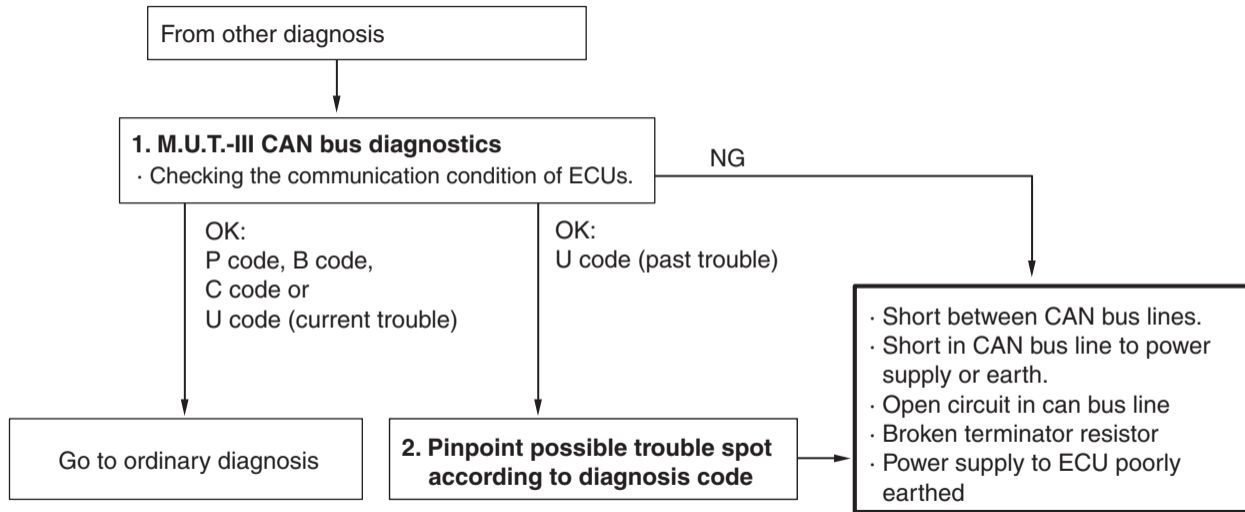 From other diagnosis
1. M.U.T.-III CAN bus diagnostics
· Checking the communication condition of ECUs.
NG
OK:
P code, B code,
C code or
U code (current trouble)
OK:
U code (past trouble)
· Short between CAN bus lines.
· Short in CAN bus line to power
supply or earth.
· Open circuit in can bus line
· Broken terminator resistor
· Power supply to ECU poorly
earthed
Go to ordinary diagnosis
2. Pinpoint possible trouble spot
according to diagnosis code